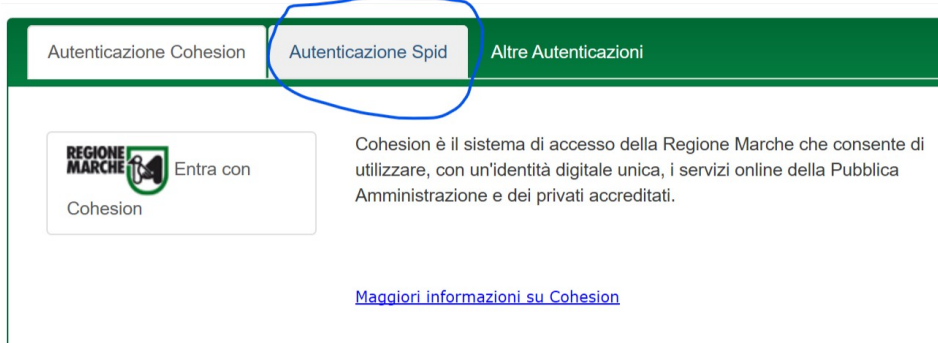 Autenticazione Cohesion
Autenticazione Spid
Altre Autenticazioni
REGIONE
MARCHE
Entra con
Cohesion
Cohesion è il sistema di accesso della Regione Marche che consente di
utilizzare, con un'identità digitale unica, i servizi online della Pubblica
Amministrazione e dei privati accreditati.
Maggiori informazioni su Cohesion